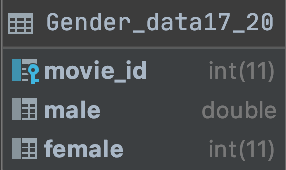 Gender_data17_20
movie_id int(11)
male double
female int(11)